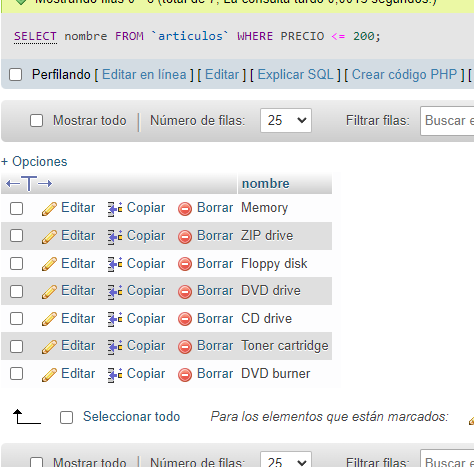 Mostrando filas 0 - 6 (total de 7, La consulta tardó 0,0015 segundos.)
SELECT nombre FROM `articulos` WHERE PRECIO <= 200;
Perfilando [ Editar en línea ] [ Editar ] [ Explicar SQL ] [ Crear código PHP ] [
Mostrar todo Número de filas: 25 Filtrar filas: Buscar e
+ Opciones
←T→ nombre
Editar Copiar Borrar Memory
Editar Copiar Borrar ZIP drive
Editar Copiar Borrar Floppy disk
Editar Copiar Borrar DVD drive
Editar Copiar Borrar CD drive
Editar Copiar Borrar Toner cartridge
Editar Copiar Borrar DVD burner
Seleccionar todo Para los elementos que están marcados:
Mostrar todo Número de filas: 25 Filtrar filas: Buscar e